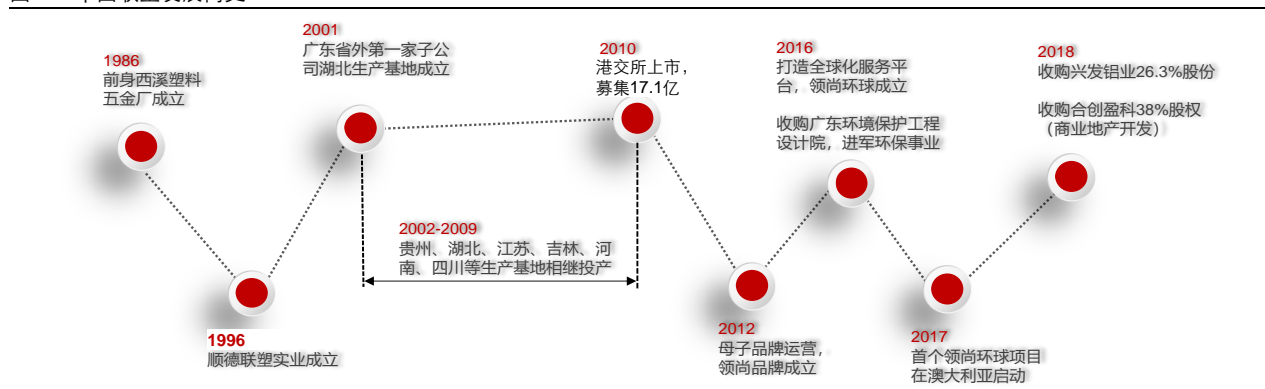 1986
前身西溪塑料
五金厂成立
1996
顺德联塑实业成立
2001
广东省外第一家子公
司湖北生产基地成立
2002-2009
贵州、湖北、江苏、吉林、河
南、四川等生产基地相继投产
2010
港交所上市，
募集17.1亿
2012
母子品牌运营，
领尚品牌成立
2016
打造全球化服务平
台，领尚环球成立
收购广东环境保护工程
设计院，进军环保事业
2017
首个领尚环球项目
在澳大利亚启动
2018
收购兴发铝业26.3%股份
收购合创盈科38%股权
（商业地产开发）